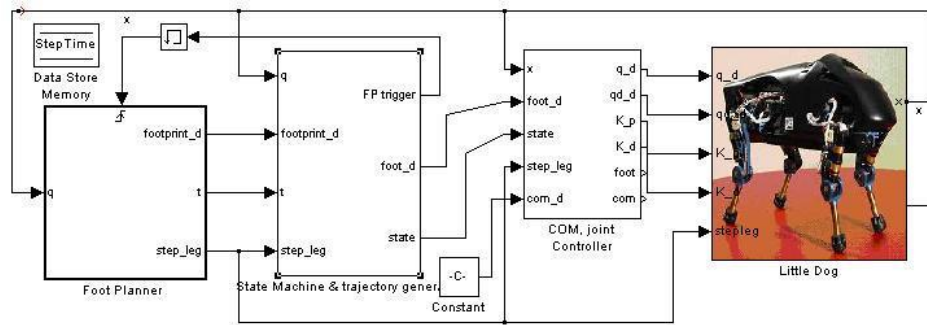 x
StepTime
Data Store
Memory
q
footprint_d
t
step_leg
Foot Planner
q
footprint_d
t
step_leg
FP trigger
foot_d
state
State Machine & trajectory gener
-C-
Constant
x
foot_d
state
step_leg
com_d
q_d
qd_d
K_p
K_d
foot
com
COM, joint
Controller
q_d
qd_d
K_
K_
stepleg
x
x
Little Dog